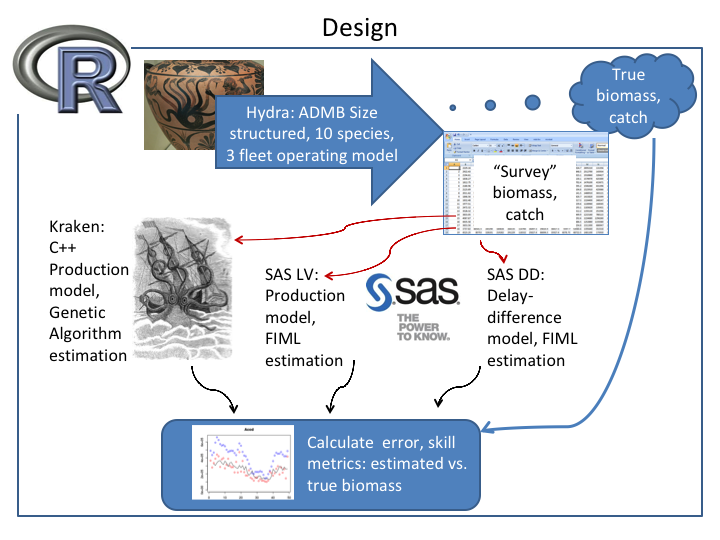 Design
R
Hydra: ADMB Size
structured, 10 species,
3 fleet operating model
True
biomass,
catch
“Survey”
biomass,
catch
Kraken:
C++
Production
model,
Genetic
Algorithm
estimation
SAS LV:
Production
model,
FIML
estimation
sas
THE
POWER
TO KNOW.
SAS DD:
Delay-
difference
model, FIML
estimation
Calculate  error, skill
metrics: estimated vs.
true biomass